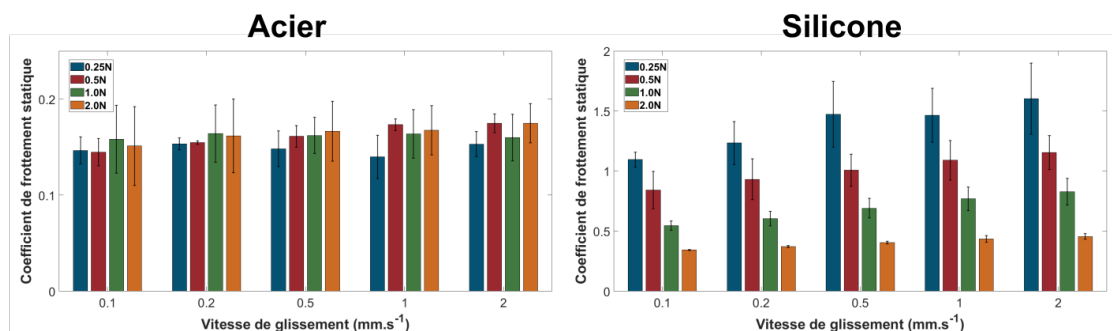 Acier
Coefficient de frottement statique
0.2
0.1
0
0.25N
0.5N
1.0N
2.0N
0.1 0.2 0.5 1 2
Vitesse de glissement (mm.s⁻¹)
Silicone
Coefficient de frottement statique
2
1.5
1
0.5
0
0.25N
0.5N
1.0N
2.0N
0.1 0.2 0.5 1 2
Vitesse de glissement (mm.s⁻¹)